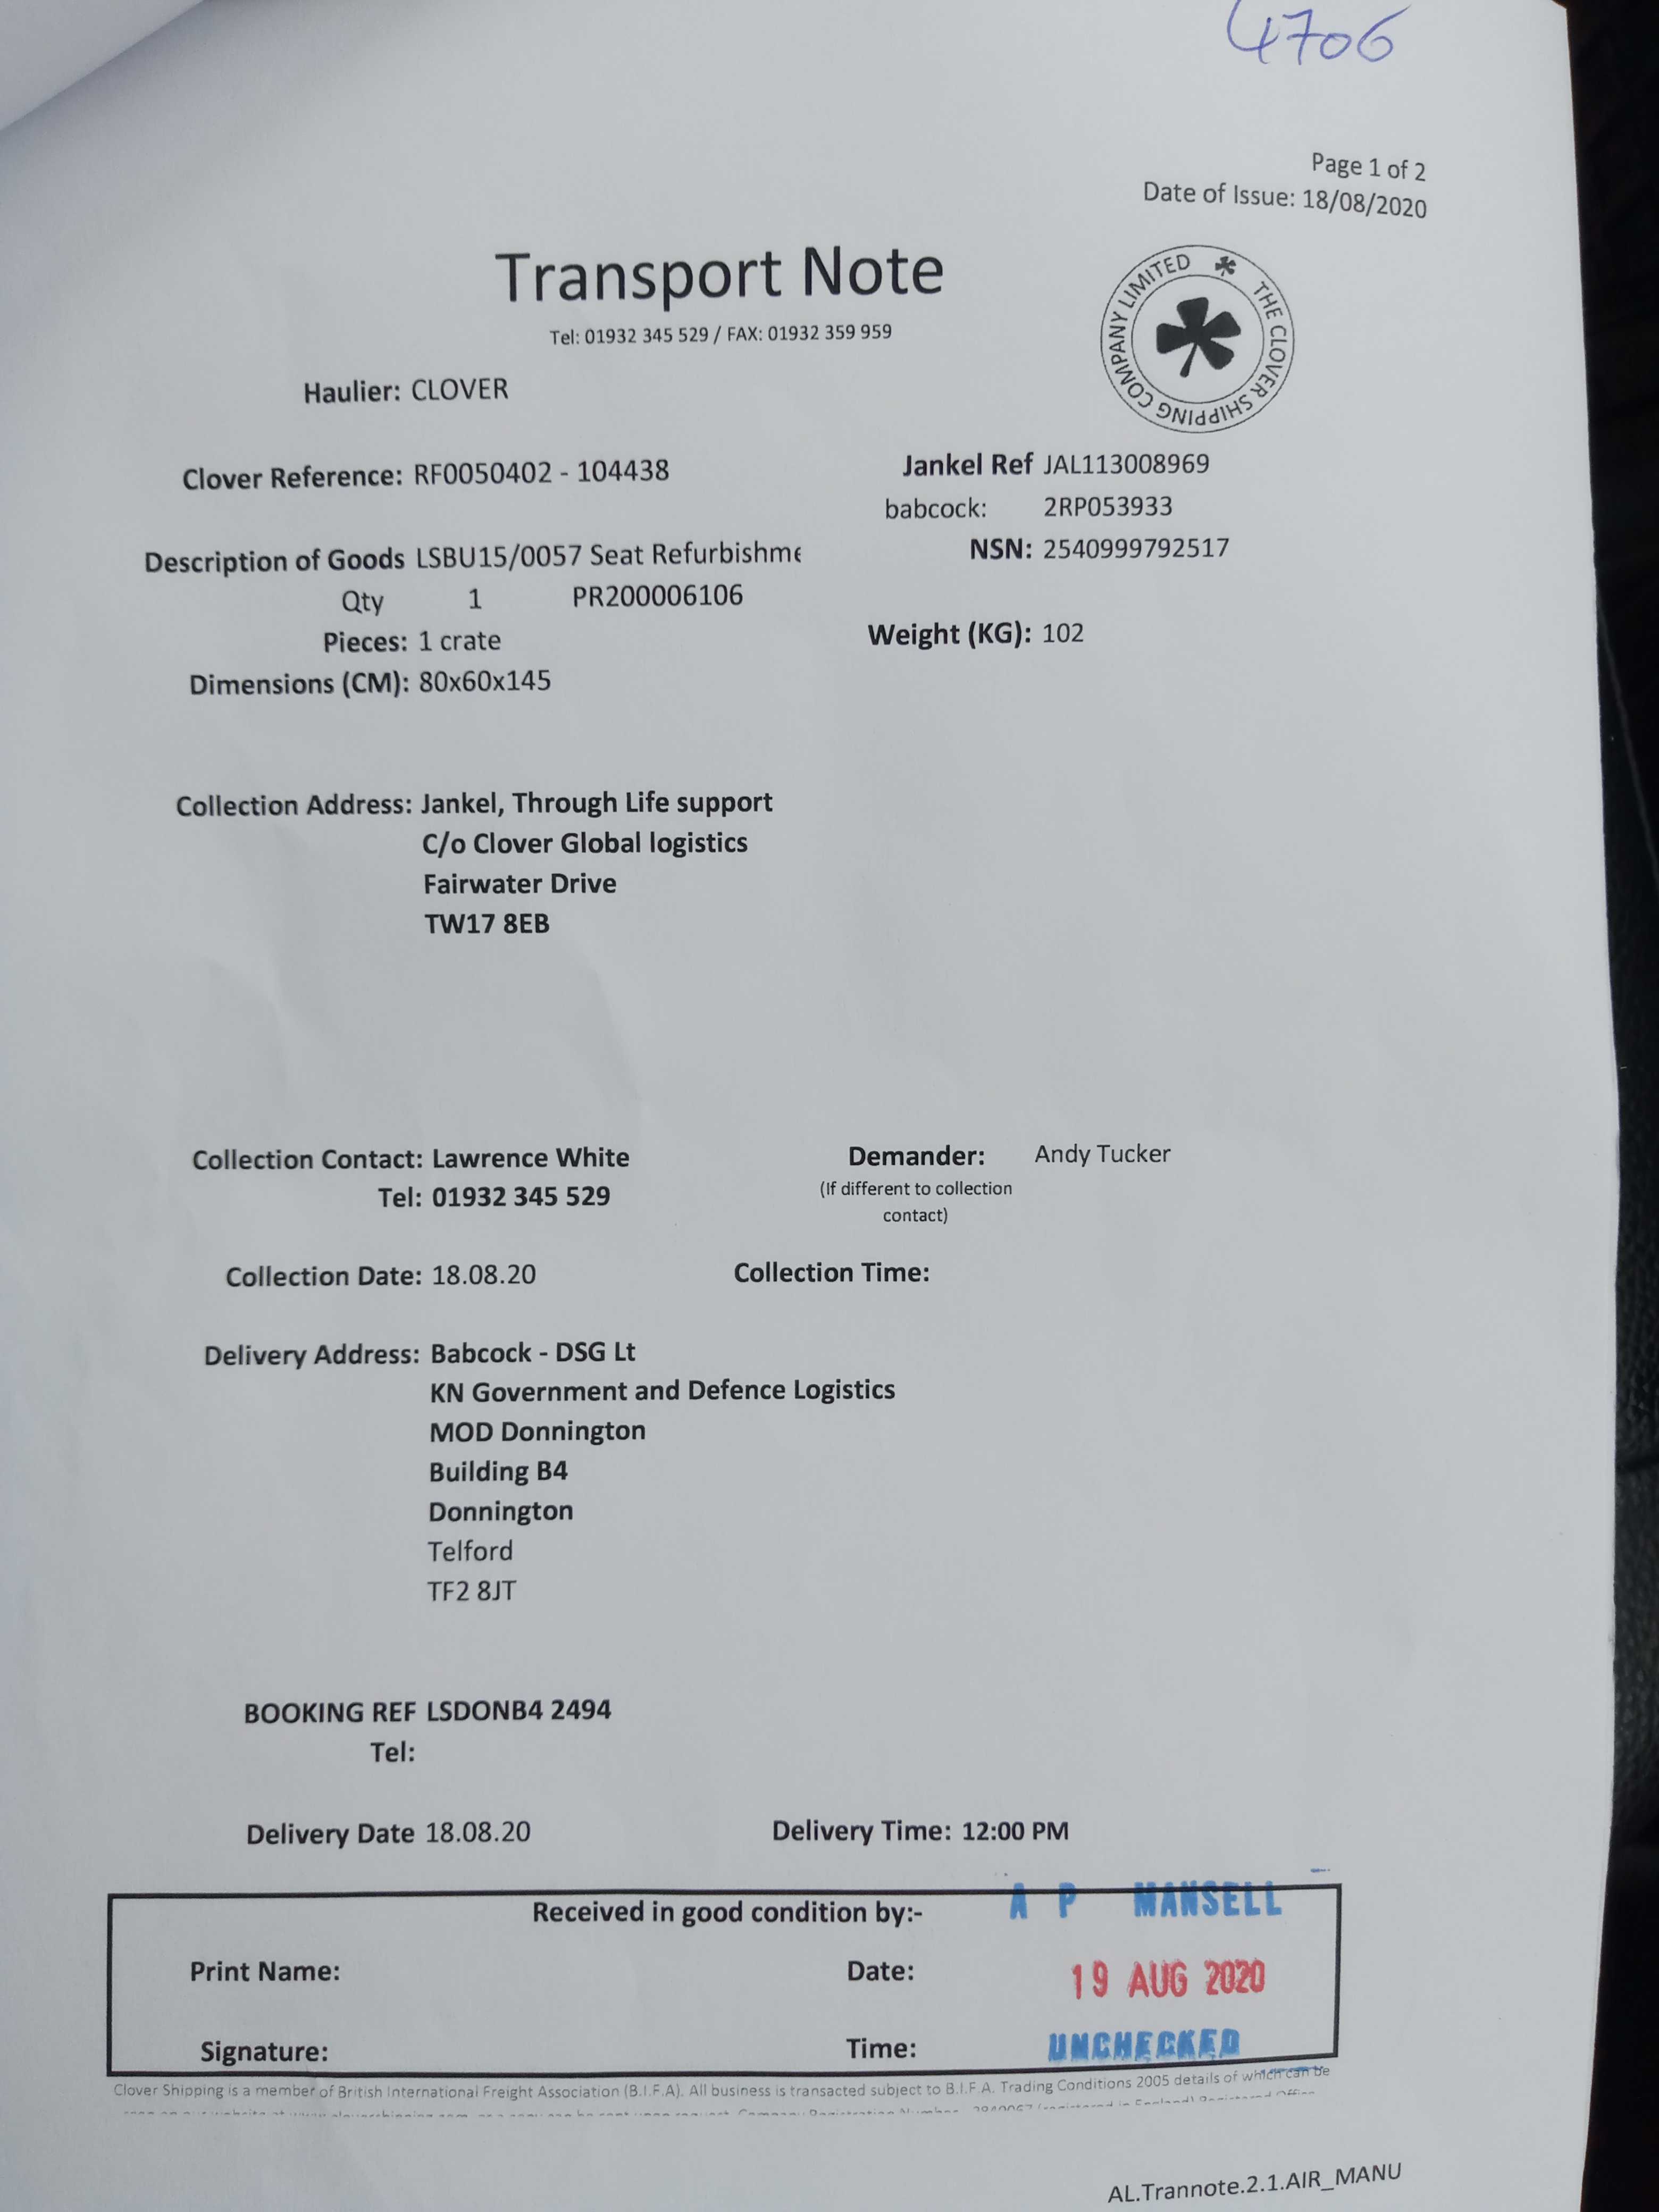 4706
Page 1 of 2
Date of Issue: 18/08/2020
Transport Note
THE CLOVER SHIPPING COMPANY LIMITED
Tel: 01932 345 529 / FAX: 01932 359 959
Haulier: CLOVER
Clover Reference: RF0050402 - 104438
Jankel Ref JAL113008969
babcock: 2RP053933
Description of Goods LSBU15/0057 Seat Refurbishme
NSN: 2540999792517
Qty 1 PR200006106
Pieces: 1 crate
Weight (KG): 102
Dimensions (CM): 80x60x145
Collection Address: Jankel, Through Life support
C/o Clover Global logistics
Fairwater Drive
TW17 8EB
Collection Contact: Lawrence White
Demander: Andy Tucker
Tel: 01932 345 529
(If different to collection
contact)
Collection Date: 18.08.20
Collection Time:
Delivery Address: Babcock - DSG Lt
KN Government and Defence Logistics
MOD Donnington
Building B4
Donnington
Telford
TF2 8JT
BOOKING REF LSDONB4 2494
Tel:
Delivery Date 18.08.20
Delivery Time: 12:00 PM
A P MANSELL
Received in good condition by:-
Print Name:
Date: 19 AUG 2020
Signature:
Time: UNCHECKED
Clover Shipping is a member of British International Freight Association (B.I.F.A). All business is transacted subject to B.I.F.A. Trading Conditions 2005 details of which can be
AL.Trannote.2.1.AIR_MANU